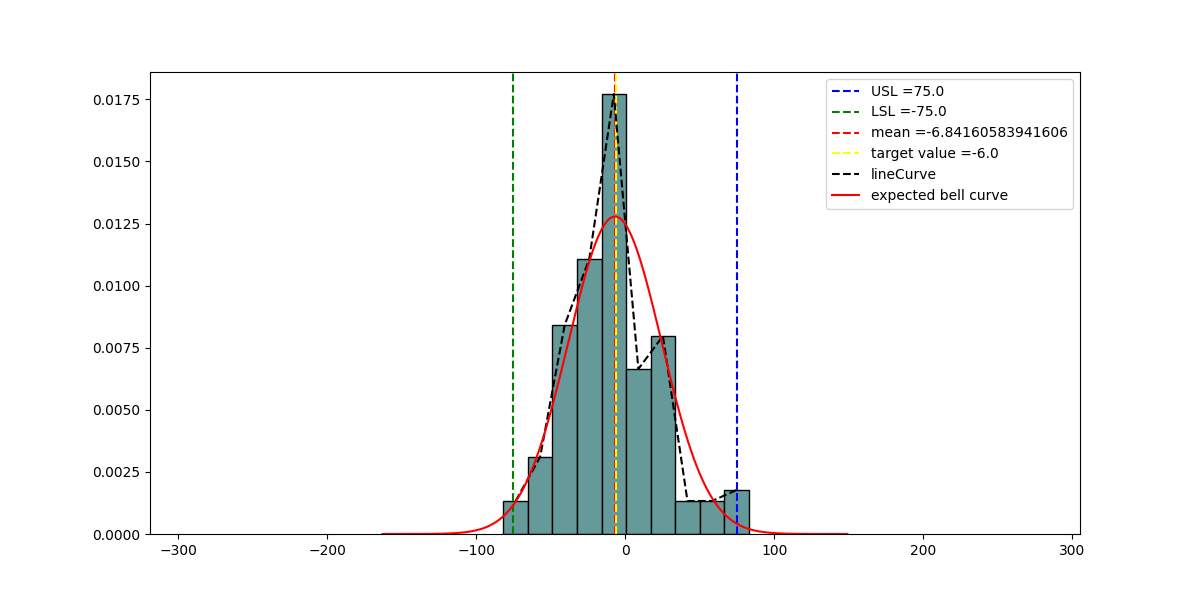 0.0175
0.0150
0.0125
0.0100
0.0075
0.0050
0.0025
0.0000
−300
−200
−100
0
100
200
300
USL =75.0
LSL =-75.0
mean =-6.84160583941606
target value =-6.0
lineCurve
expected bell curve